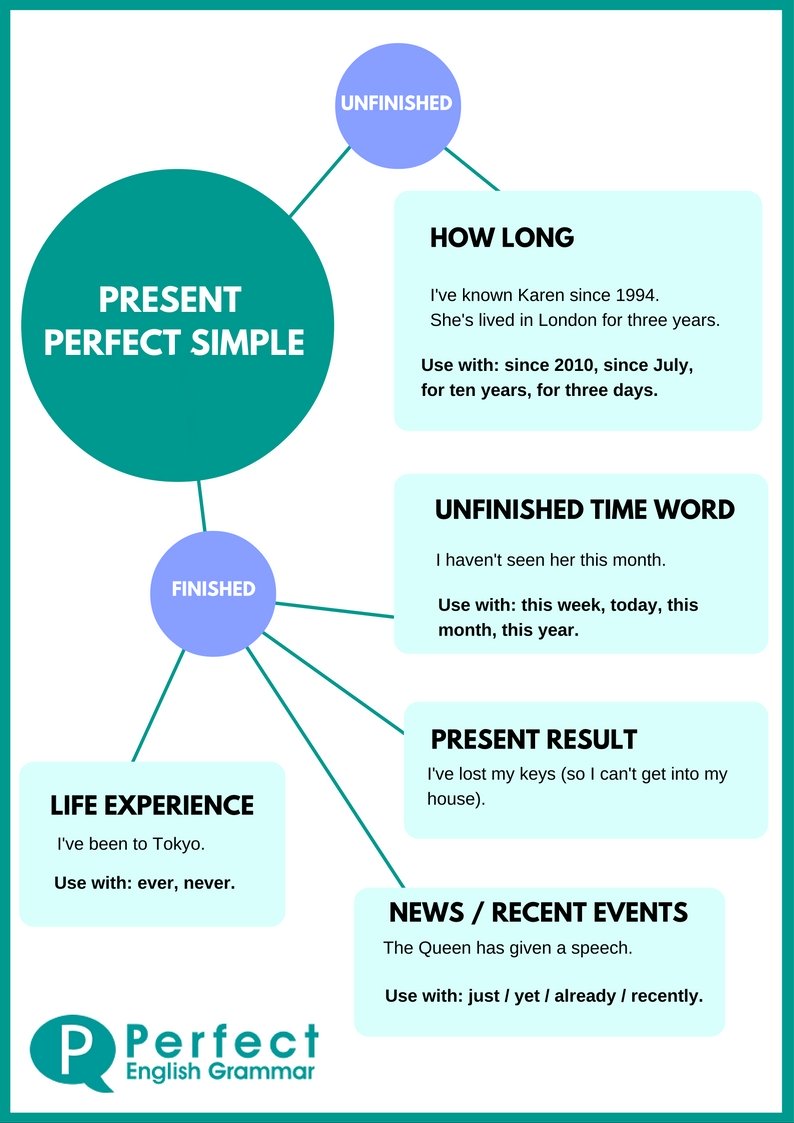 UNFINISHED
PRESENT
PERFECT SIMPLE
HOW LONG
I've known Karen since 1994.
She's lived in London for three years.
Use with: since 2010, since July,
for ten years, for three days.
FINISHED
UNFINISHED TIME WORD
I haven't seen her this month.
Use with: this week, today, this
month, this year.
PRESENT RESULT
I've lost my keys (so I can't get into my
house).
LIFE EXPERIENCE
I've been to Tokyo.
Use with: ever, never.
NEWS / RECENT EVENTS
The Queen has given a speech.
Use with: just / yet / already / recently.
P Perfect
English Grammar